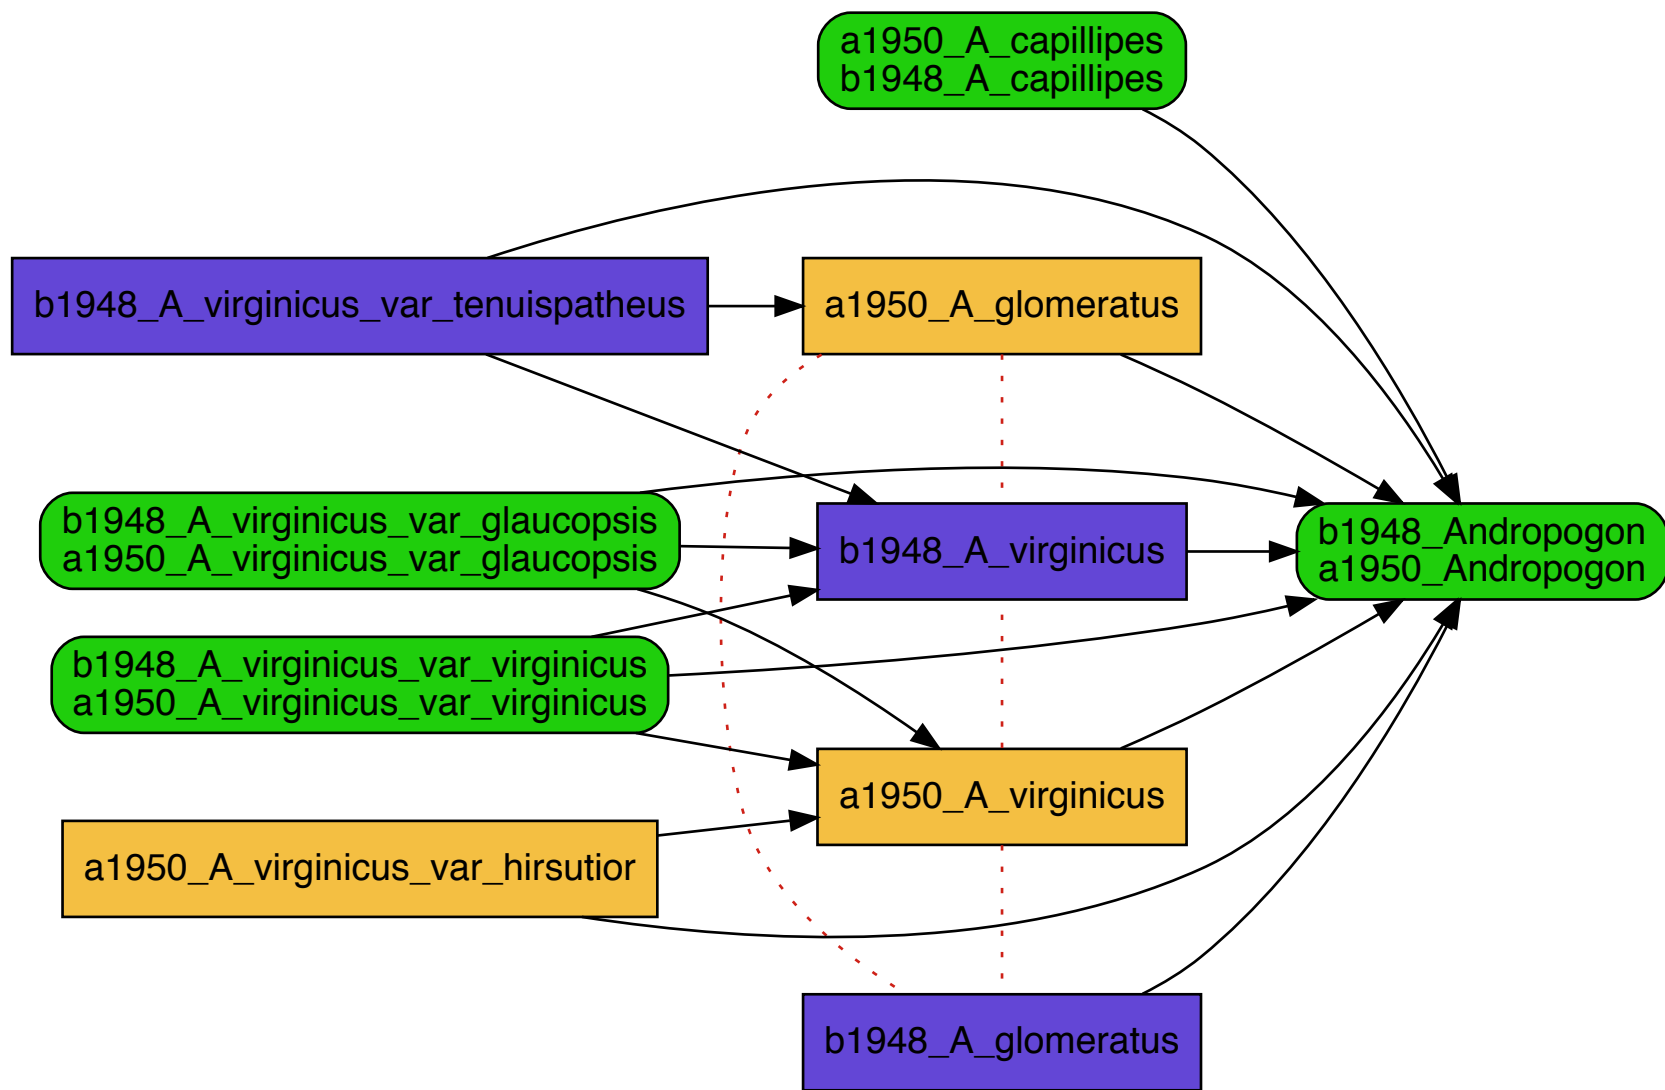 a1950_A_capillipes
b1948_A_capillipes
b1948_A_virginicus_var_tenuispatheus
a1950_A_glomeratus
b1948_A_virginicus_var_glaucopsis
a1950_A_virginicus_var_glaucopsis
b1948_A_virginicus
b1948_Andropogon
a1950_Andropogon
b1948_A_virginicus_var_virginicus
a1950_A_virginicus_var_virginicus
a1950_A_virginicus
a1950_A_virginicus_var_hirsutior
b1948_A_glomeratus